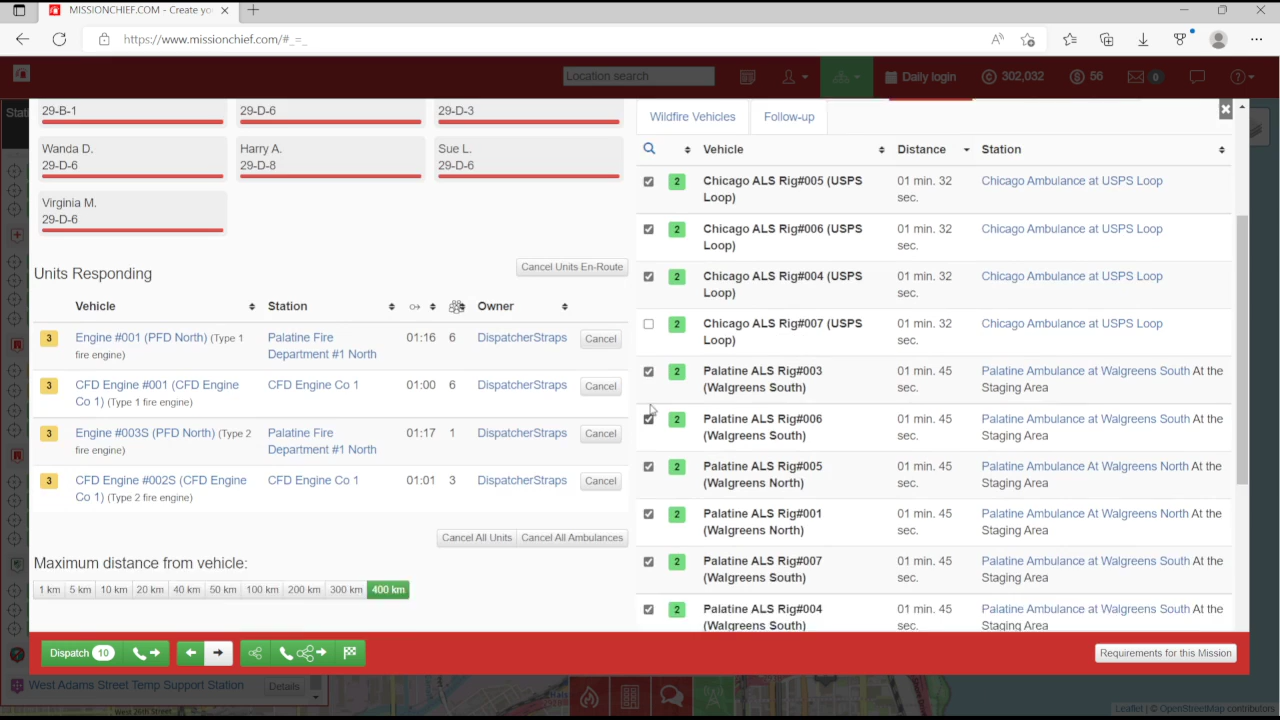 MISSIONCHIEF.COM - Create yo
https://www.missionchief.com/#_=_
Location search
Daily login
302,032
56
0
Stati
29-B-1
29-D-6
29-D-3
Wanda D.
29-D-6
Harry A.
29-D-8
Sue L.
29-D-6
Virginia M.
29-D-6
Units Responding
Cancel Units En-Route
Vehicle Station Owner
3 Engine #001 (PFD North) (Type 1
fire engine)
Palatine Fire
Department #1 North
01:16 6 DispatcherStraps Cancel
3 CFD Engine #001 (CFD Engine
Co 1) (Type 1 fire engine)
CFD Engine Co 1 01:00 6 DispatcherStraps Cancel
3 Engine #003S (PFD North) (Type 2
fire engine)
Palatine Fire
Department #1 North
01:17 1 DispatcherStraps Cancel
3 CFD Engine #002S (CFD Engine
Co 1) (Type 2 fire engine)
CFD Engine Co 1 01:01 3 DispatcherStraps Cancel
Cancel All Units Cancel All Ambulances
Maximum distance from vehicle:
1 km 5 km 10 km 20 km 40 km 50 km 100 km 200 km 300 km 400 km
Wildfire Vehicles Follow-up
Vehicle Distance Station
2 Chicago ALS Rig#005 (USPS
Loop)
01 min. 32
sec.
Chicago Ambulance at USPS Loop
2 Chicago ALS Rig#006 (USPS
Loop)
01 min. 32
sec.
Chicago Ambulance at USPS Loop
2 Chicago ALS Rig#004 (USPS
Loop)
01 min. 32
sec.
Chicago Ambulance at USPS Loop
2 Chicago ALS Rig#007 (USPS
Loop)
01 min. 32
sec.
Chicago Ambulance at USPS Loop
2 Palatine ALS Rig#003
(Walgreens South)
01 min. 45
sec.
Palatine Ambulance at Walgreens South At the
Staging Area
2 Palatine ALS Rig#006
(Walgreens South)
01 min. 45
sec.
Palatine Ambulance at Walgreens South At the
Staging Area
2 Palatine ALS Rig#005
(Walgreens North)
01 min. 45
sec.
Palatine Ambulance At Walgreens North At the
Staging Area
2 Palatine ALS Rig#001
(Walgreens North)
01 min. 45
sec.
Palatine Ambulance At Walgreens North At the
Staging Area
2 Palatine ALS Rig#007
(Walgreens South)
01 min. 45
sec.
Palatine Ambulance at Walgreens South At the
Staging Area
2 Palatine ALS Rig#004
(Walgreens South)
01 min. 45
sec.
Palatine Ambulance at Walgreens South At the
Staging Area
Dispatch 10
Requirements for this Mission
West Adams Street Temp Support Station Details
West 26th Street
Leaflet | © OpenStreetMap contributors